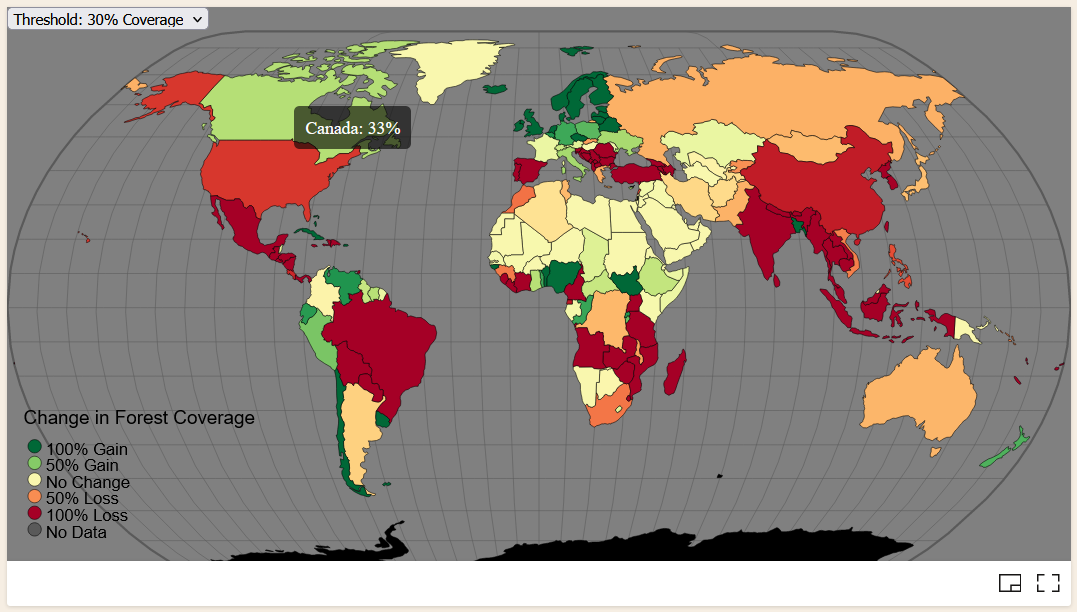 Threshold: 30% Coverage
Canada: 33%
Change in Forest Coverage
100% Gain
50% Gain
No Change
50% Loss
100% Loss
No Data